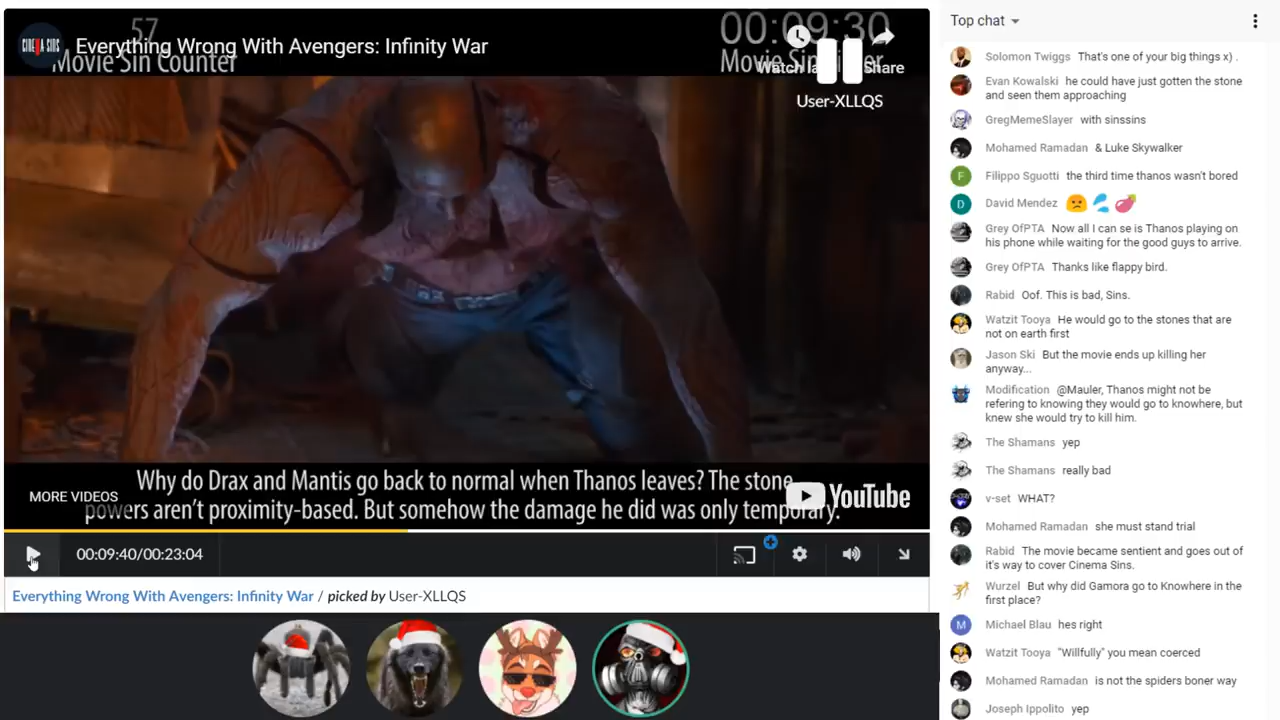 57
Movie Sin Counter
CINEMA SINS
Everything Wrong With Avengers: Infinity War
00:09:30
Movie Sin Timer
Watch la
Share
User-XLLQS
Why do Drax and Mantis go back to normal when Thanos leaves? The stone
powers aren't proximity-based. But somehow the damage he did was only temporary.
MORE VIDEOS
YouTube
00:09:40/00:23:04
Everything Wrong With Avengers: Infinity War / picked by User-XLLQS
Top chat
Solomon Twiggs That's one of your big things x) .
Evan Kowalski he could have just gotten the stone
and seen them approaching
GregMemeSlayer with sinssins
Mohamed Ramadan & Luke Skywalker
F
Filippo Sguotti the third time thanos wasn't bored
D
David Mendez 🙁 💦 🍆
Grey OfPTA Now all I can se is Thanos playing on
his phone while waiting for the good guys to arrive.
Grey OfPTA Thanks like flappy bird.
Rabid Oof. This is bad, Sins.
Watzit Tooya He would go to the stones that are
not on earth first
Jason Ski But the movie ends up killing her
anyway...
Modification @Mauler, Thanos might not be
refering to knowing they would go to knowhere, but
knew she would try to kill him.
The Shamans yep
The Shamans really bad
v-set WHAT?
Mohamed Ramadan she must stand trial
Rabid The movie became sentient and goes out of
it's way to cover Cinema Sins.
Wurzel But why did Gamora go to Knowhere in the
first place?
M
Michael Blau hes right
Watzit Tooya "Willfully" you mean coerced
Mohamed Ramadan is not the spiders boner way
Joseph Ippolito yep